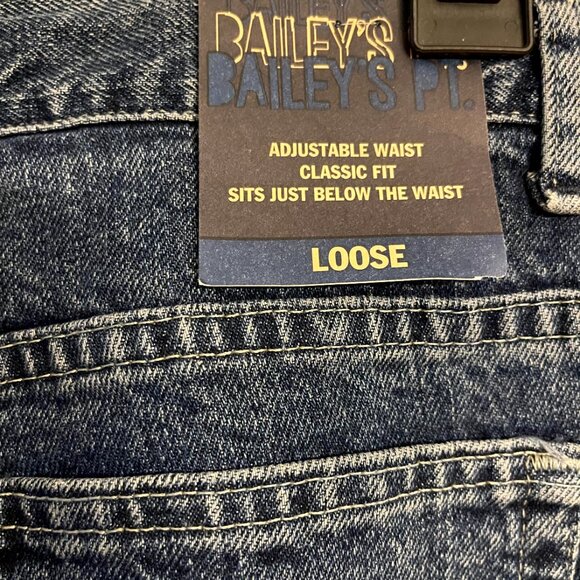 BAILEY'S
BAILEY'S PT.
ADJUSTABLE WAIST
CLASSIC FIT
SITS JUST BELOW THE WAIST
LOOSE